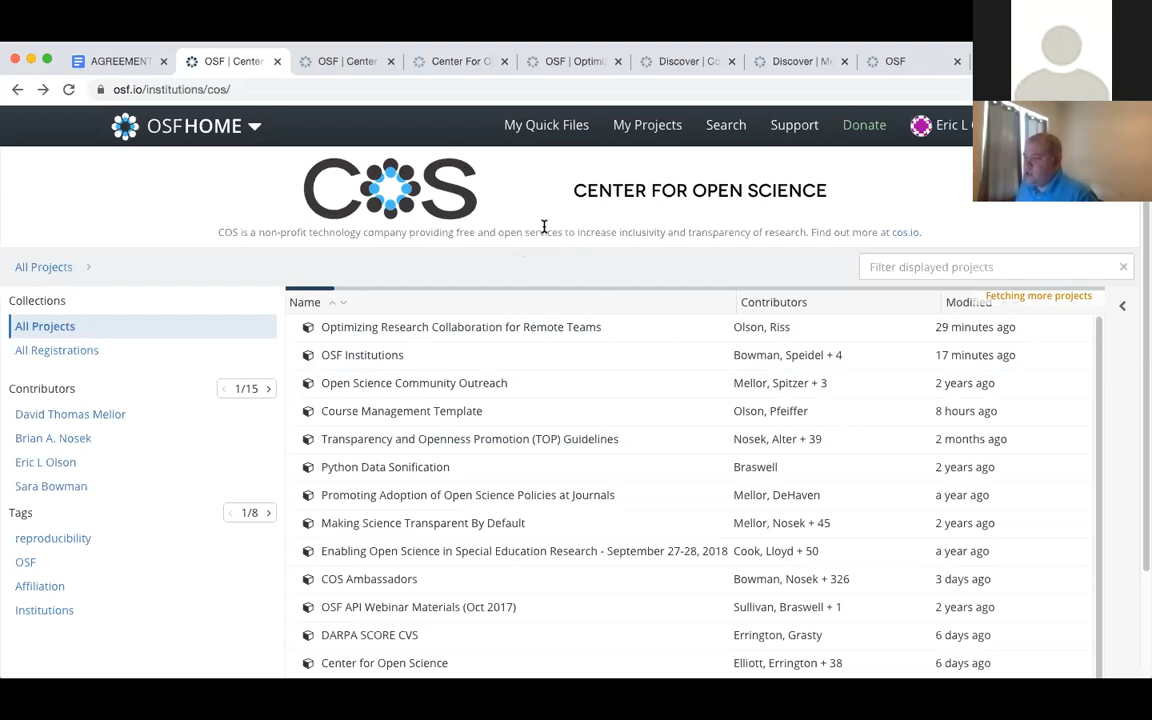 AGREEMENT
OSF | Center
OSF | Center
Center For O
OSF | Optimi
Discover | Co
Discover | M
OSF
osf.io/institutions/cos/
OSFHOME
My Quick Files
My Projects
Search
Support
Donate
Eric L
COS
CENTER FOR OPEN SCIENCE
COS is a non-profit technology company providing free and open services to increase inclusivity and transparency of research. Find out more at cos.io.
All Projects
Filter displayed projects
Collections
All Projects
All Registrations
Contributors
1/15
David Thomas Mellor
Brian A. Nosek
Eric L Olson
Sara Bowman
Tags
1/8
reproducibility
OSF
Affiliation
Institutions
Fetching more projects
Name Contributors Modified
Optimizing Research Collaboration for Remote Teams Olson, Riss 29 minutes ago
OSF Institutions Bowman, Speidel + 4 17 minutes ago
Open Science Community Outreach Mellor, Spitzer + 3 2 years ago
Course Management Template Olson, Pfeiffer 8 hours ago
Transparency and Openness Promotion (TOP) Guidelines Nosek, Alter + 39 2 months ago
Python Data Sonification Braswell 2 years ago
Promoting Adoption of Open Science Policies at Journals Mellor, DeHaven a year ago
Making Science Transparent By Default Mellor, Nosek + 45 2 years ago
Enabling Open Science in Special Education Research - September 27-28, 2018 Cook, Lloyd + 50 a year ago
COS Ambassadors Bowman, Nosek + 326 3 days ago
OSF API Webinar Materials (Oct 2017) Sullivan, Braswell + 1 2 years ago
DARPA SCORE CVS Errington, Grasty 6 days ago
Center for Open Science Elliott, Errington + 38 6 days ago